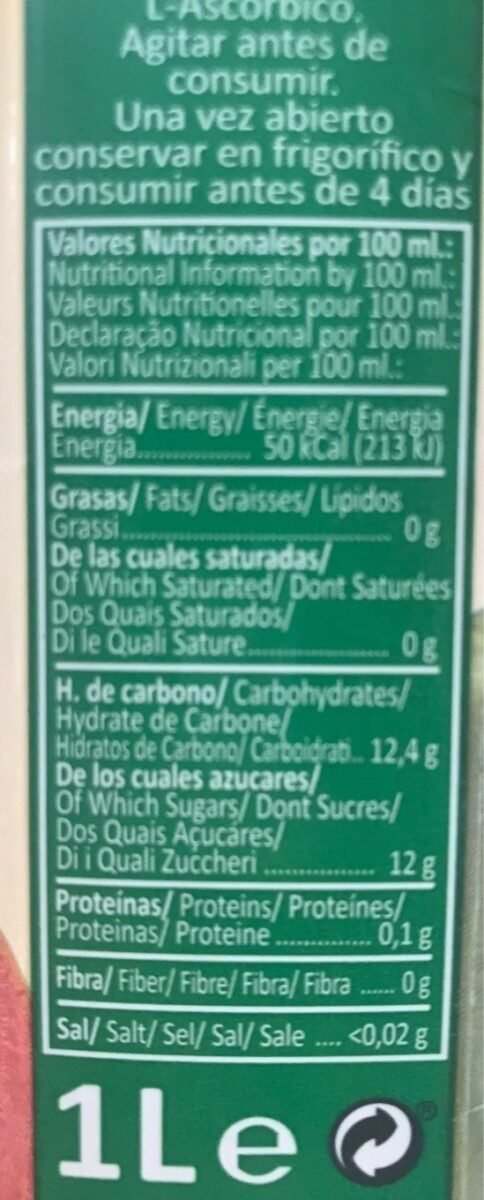 L-Ascórbico.
Agitar antes de
consumir.
Una vez abierto
conservar en frigorífico y
consumir antes de 4 días
Valores Nutricionales por 100 ml.:
Nutritional Information by 100 ml.:
Valeurs Nutritionelles pour 100 ml.:
Declaração Nutricional por 100 ml.:
Valori Nutrizionali per 100 ml.:
Energia/ Energy/ Énergie/ Energia
Energía............... 50 kCal (213 kJ)
Grasas/ Fats/ Graisses/ Lípidos
Grassi................................... 0 g
De las cuales saturadas/
Of Which Saturated/ Dont Saturées
Dos Quais Saturados/
Di le Quali Sature................... 0 g
H. de carbono/ Carbohydrates/
Hydrate de Carbone/
Hidratos de Carbono/ Carboidrati.. 12,4 g
De los cuales azucares/
Of Which Sugars/ Dont Sucres/
Dos Quais Açucáres/
Di i Quali Zuccheri ............... 12 g
Proteínas/ Proteins/ Proteínes/
Proteinas/ Proteine ............. 0,1 g
Fibra/ Fiber/ Fibre/ Fibra/ Fibra ...... 0 g
Sal/ Salt/ Sel/ Sal/ Sale .... <0,02 g
1L e
®